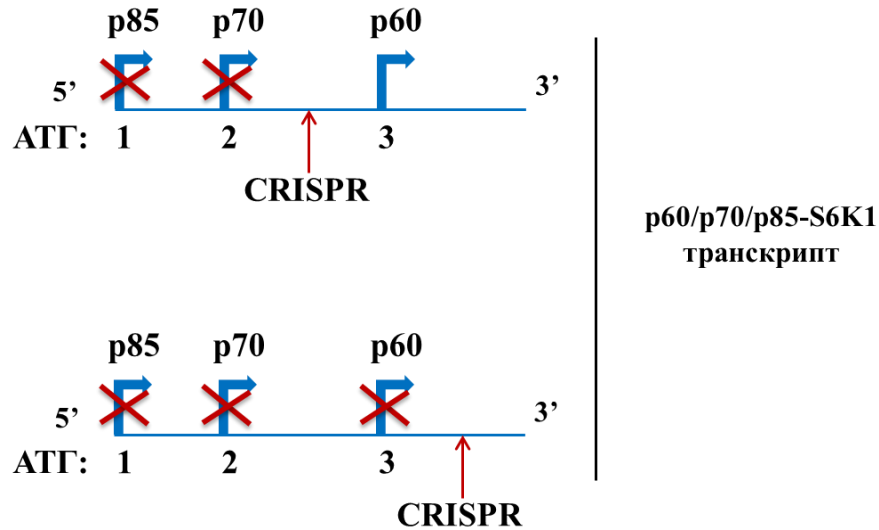 p85 p70 p60
5’ 3’
АТГ: 1 2 3
CRISPR
p60/p70/p85-S6K1
транскрипт
p85 p70 p60
5’ 3’
АТГ: 1 2 3
CRISPR